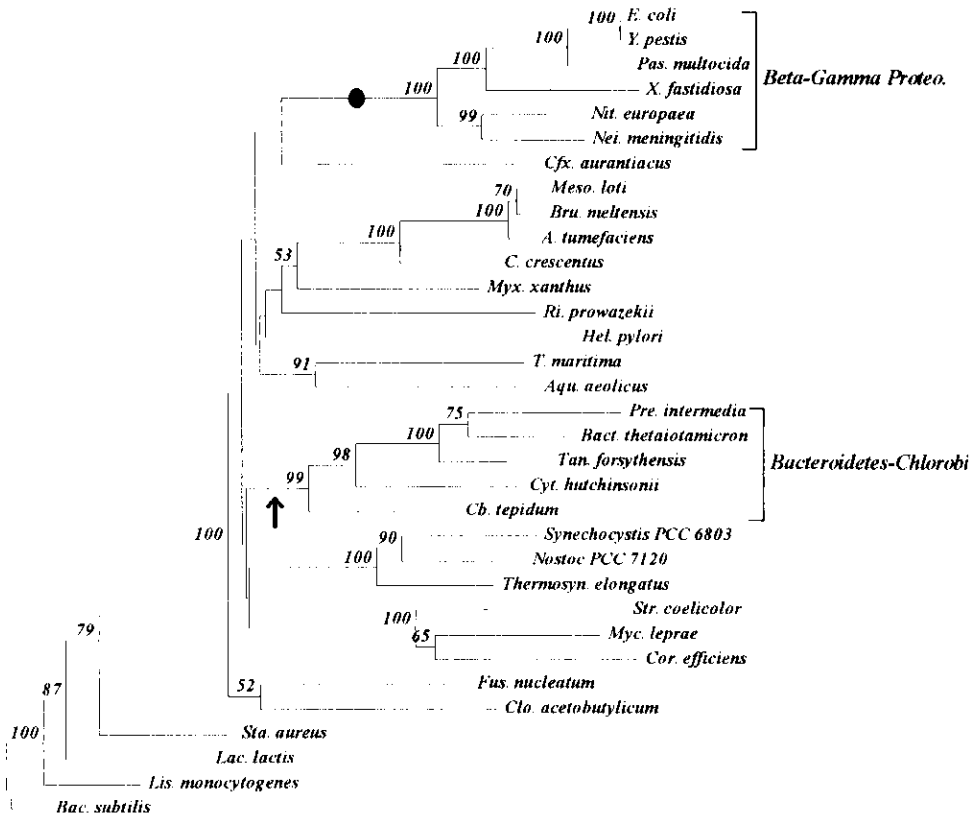 100 E. coli
100 Y. pestis
Pas. multocida
100 X. fastidiosa
Beta-Gamma Proteo.
100
99 Nit. europaea
Nei. meningitidis
Cfx. aurantiacus
70 Meso. loti
100 Bru. meltensis
100 A. tumefaciens
C. crescentus
53 Myx. xanthus
Ri. prowazekii
Hel. pylori
91 T. maritima
Aqu. aeolicus
75 Pre. intermedia
100 Bact. thetaiotamicron
98 Tan. forsythensis
Bacteroidetes-Chlorobi
99 Cyt. hutchinsonii
Cb. tepidum
100 90 Synechocystis PCC 6803
100 Nostoc PCC 7120
Thermosyn. elongatus
100 Str. coelicolor
65 Myc. leprae
Cor. efficiens
79
87 52 Fus. nucleatum
Clo. acetobutylicum
100 Sta. aureus
Lac. lactis
Lis. monocytogenes
Bac. subtilis